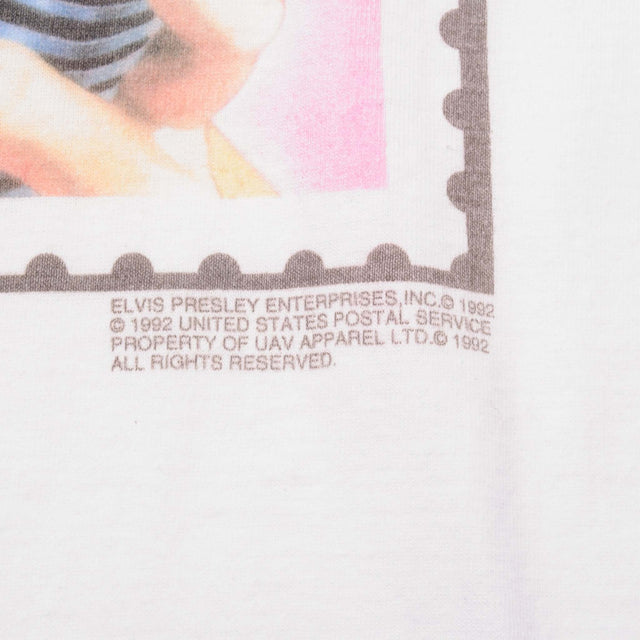 ELVIS PRESLEY ENTERPRISES, INC.© 1992
© 1992 UNITED STATES POSTAL SERVICE
PROPERTY OF UAV APPAREL LTD.© 1992
ALL RIGHTS RESERVED.